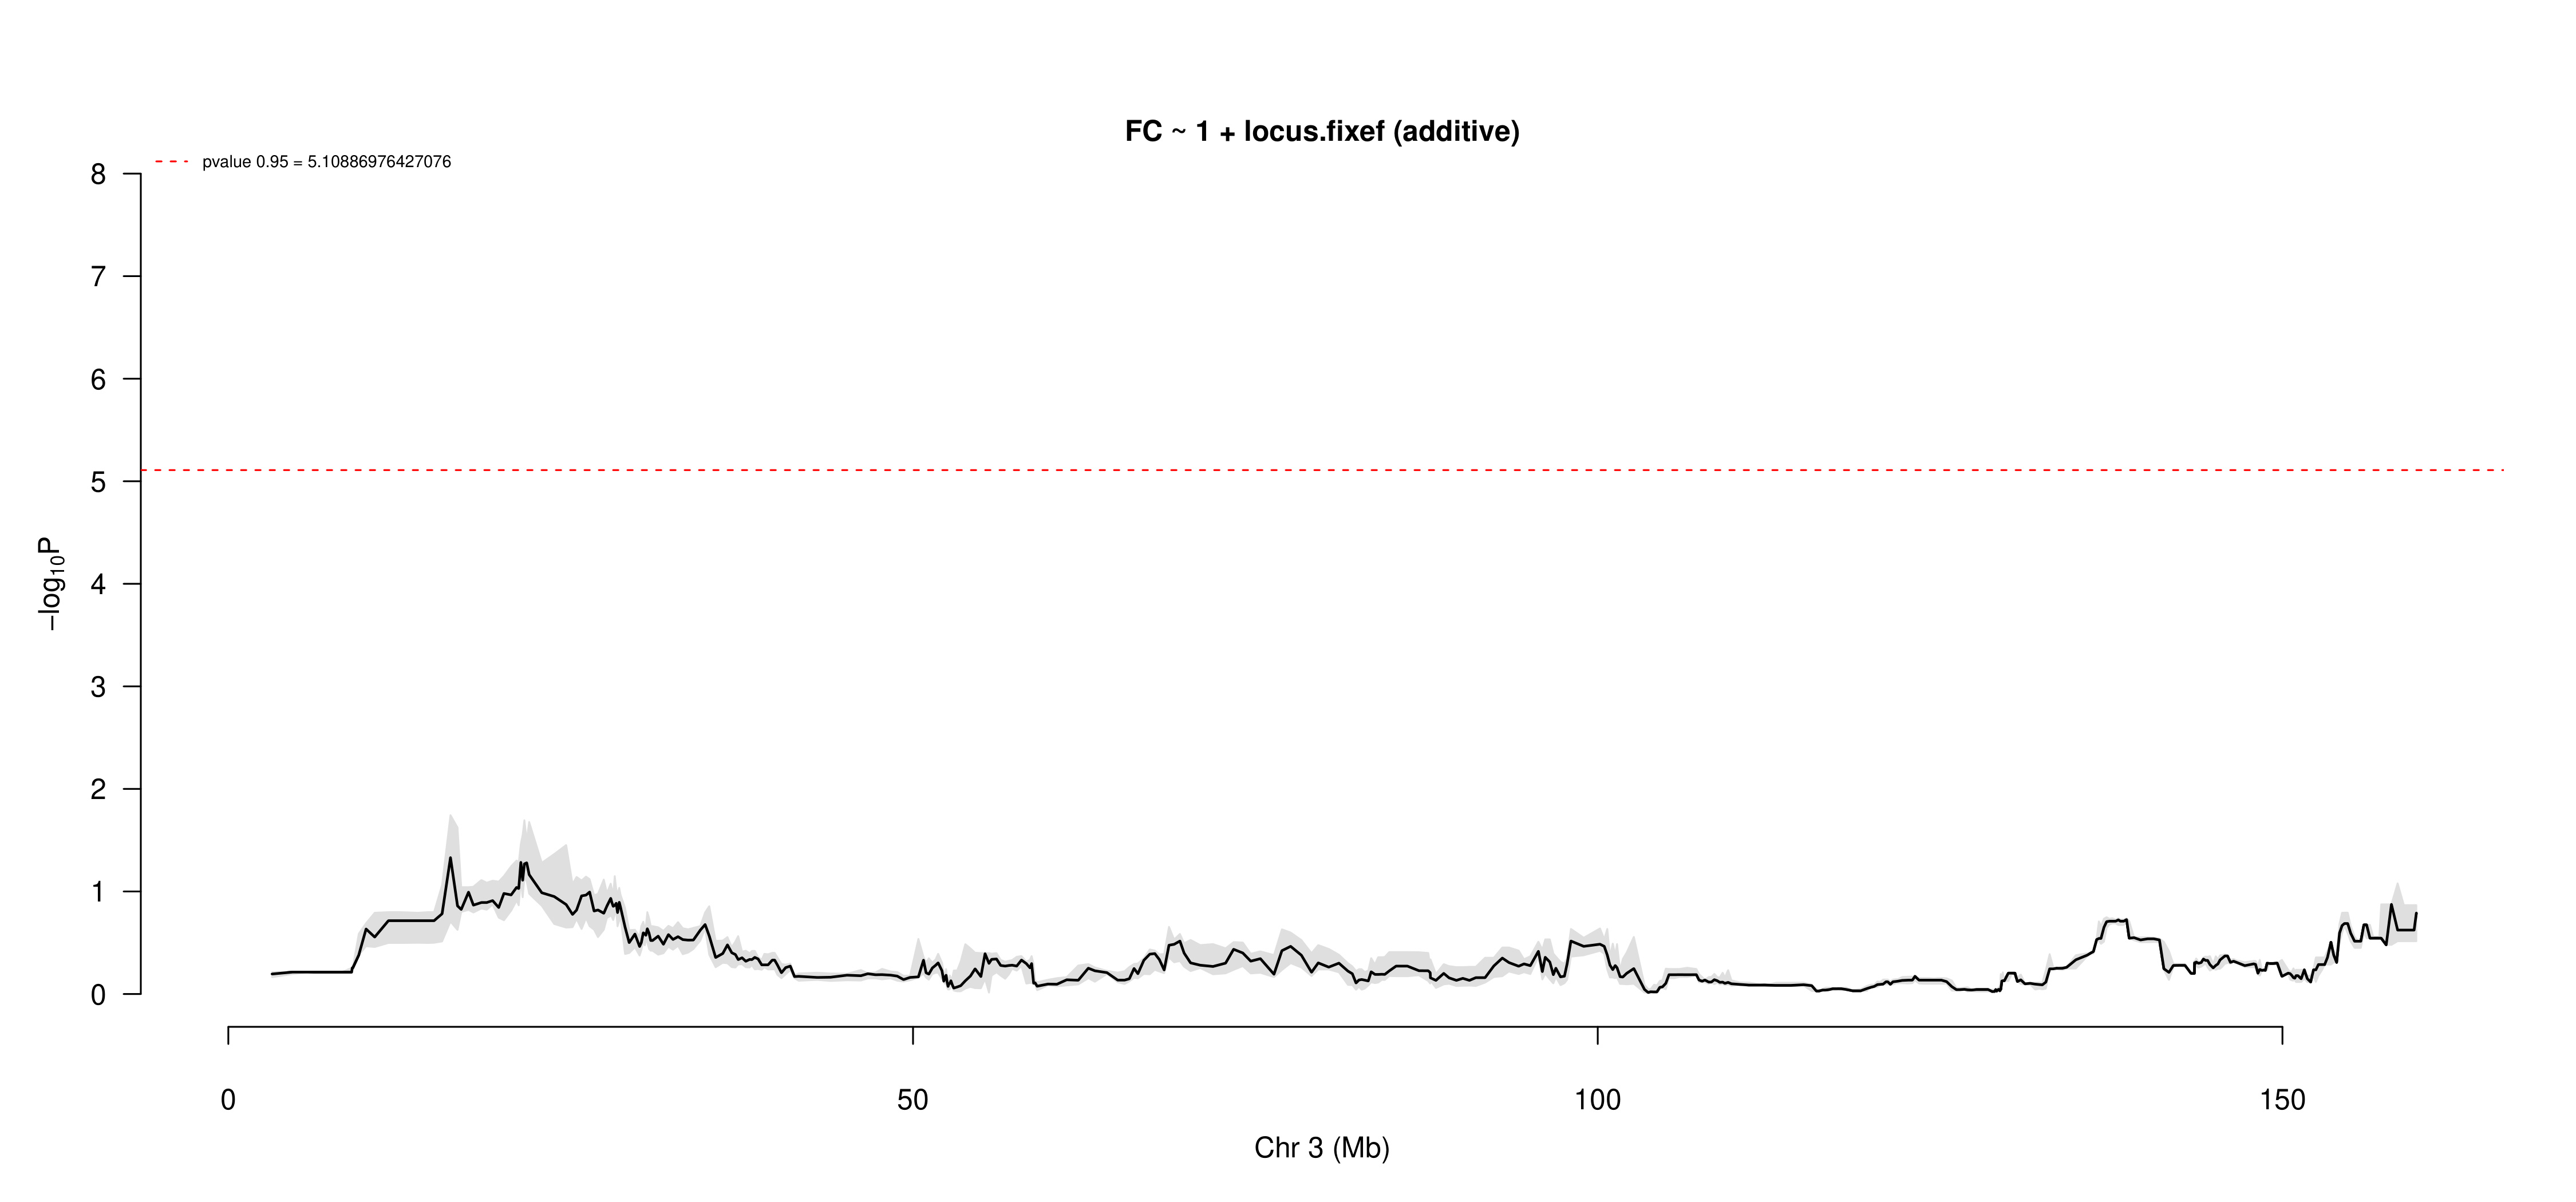 FC ~ 1 + locus.fixef (additive)
pvalue 0.95 = 5.10886976427076
8
7
6
5
4
3
2
1
0
−log10P
0 50 100 150
Chr 3 (Mb)